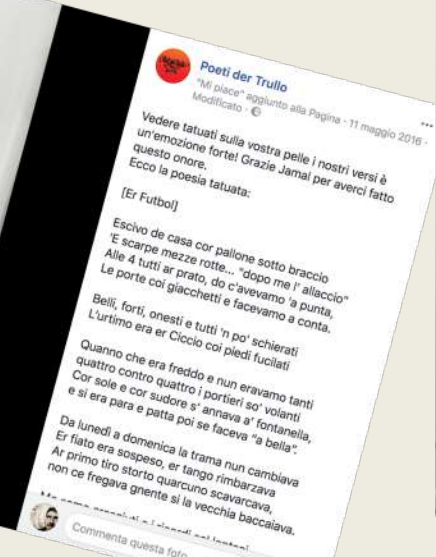 Poeti der Trullo
"Mi piace" aggiunto alla Pagina · 11 maggio 2016 ·
Modificato ·
Vedere tatuati sulla vostra pelle i nostri versi è
un'emozione forte! Grazie Jamal per averci fatto
questo onore.
Ecco la poesia tatuata:
[Er Futbol]
Escivo de casa cor pallone sotto braccio
'E scarpe mezze rotte... "dopo me l' allaccio"
Alle 4 tutti ar prato, do c'avevamo 'a punta,
Le porte coi giacchetti e facevamo a conta.
Belli, forti, onesti e tutti 'n po' schierati
L'urtimo era er Ciccio coi piedi fucilati
Quanno che era freddo e nun eravamo tanti
quattro contro quattro i portieri so' volanti
Cor sole e cor sudore s' annava a' fontanella,
e si era para e patta poi se faceva "a bella".
Da lunedì a domenica la trama nun cambiava
Er fiato era sospeso, er tango rimbarzava
Ar primo tiro storto quarcuno scavarcava,
non ce fregava gnente si la vecchia baccaiava.
Commenta questa foto